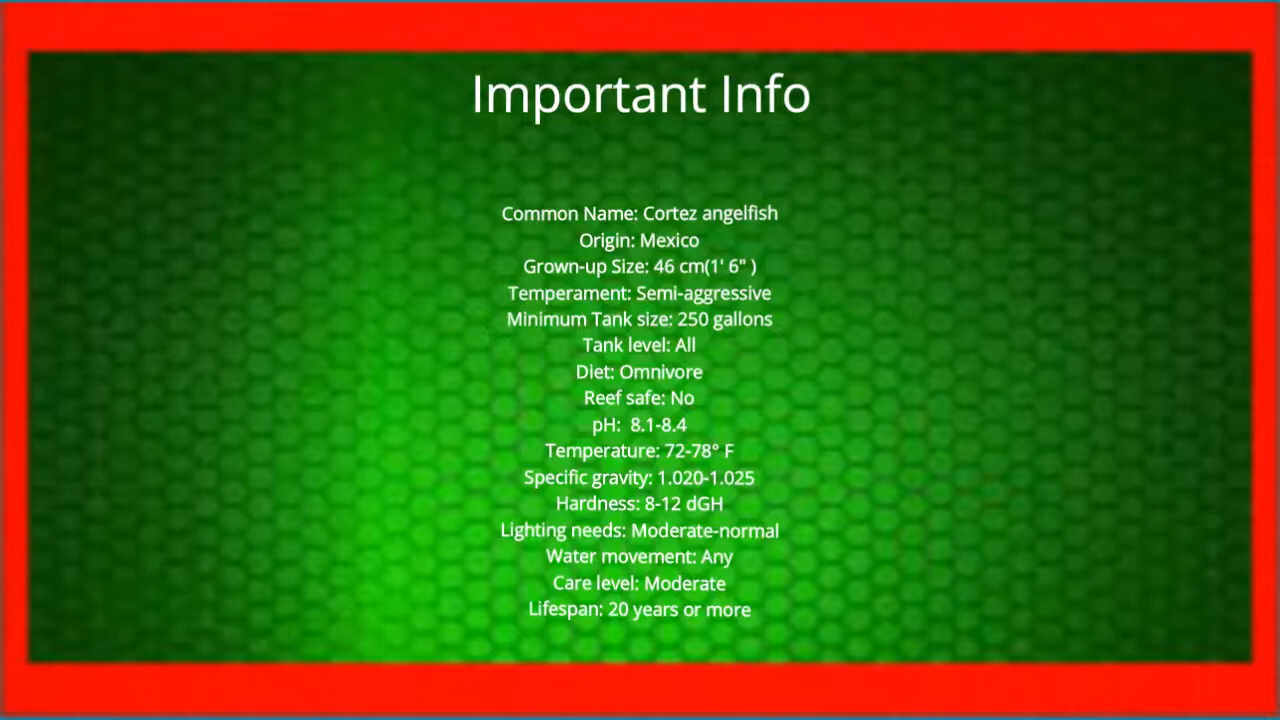 Important Info
Common Name: Cortez angelfish
Origin: Mexico
Grown-up Size: 46 cm(1' 6" )
Temperament: Semi-aggressive
Minimum Tank size: 250 gallons
Tank level: All
Diet: Omnivore
Reef safe: No
pH:  8.1-8.4
Temperature: 72-78° F
Specific gravity: 1.020-1.025
Hardness: 8-12 dGH
Lighting needs: Moderate-normal
Water movement: Any
Care level: Moderate
Lifespan: 20 years or more